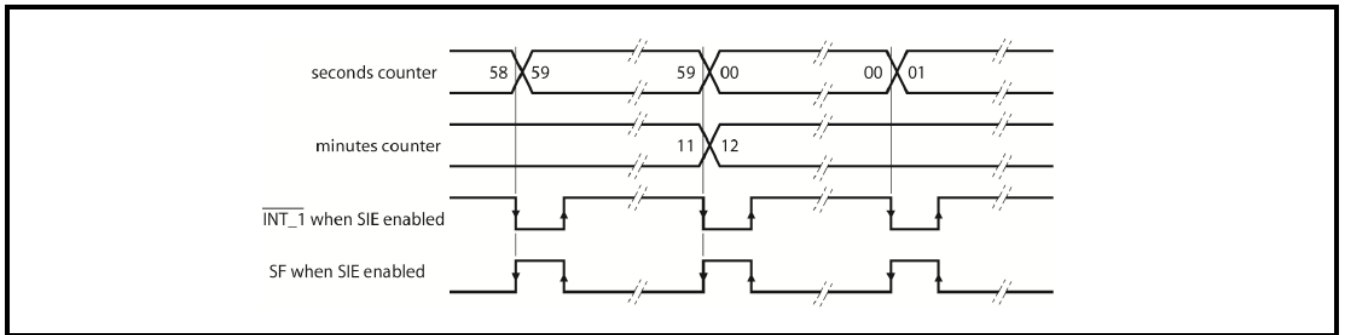 seconds counter 58 59 59 00 00 01
minutes counter 11 12
INT_1 when SIE enabled
SF when SIE enabled